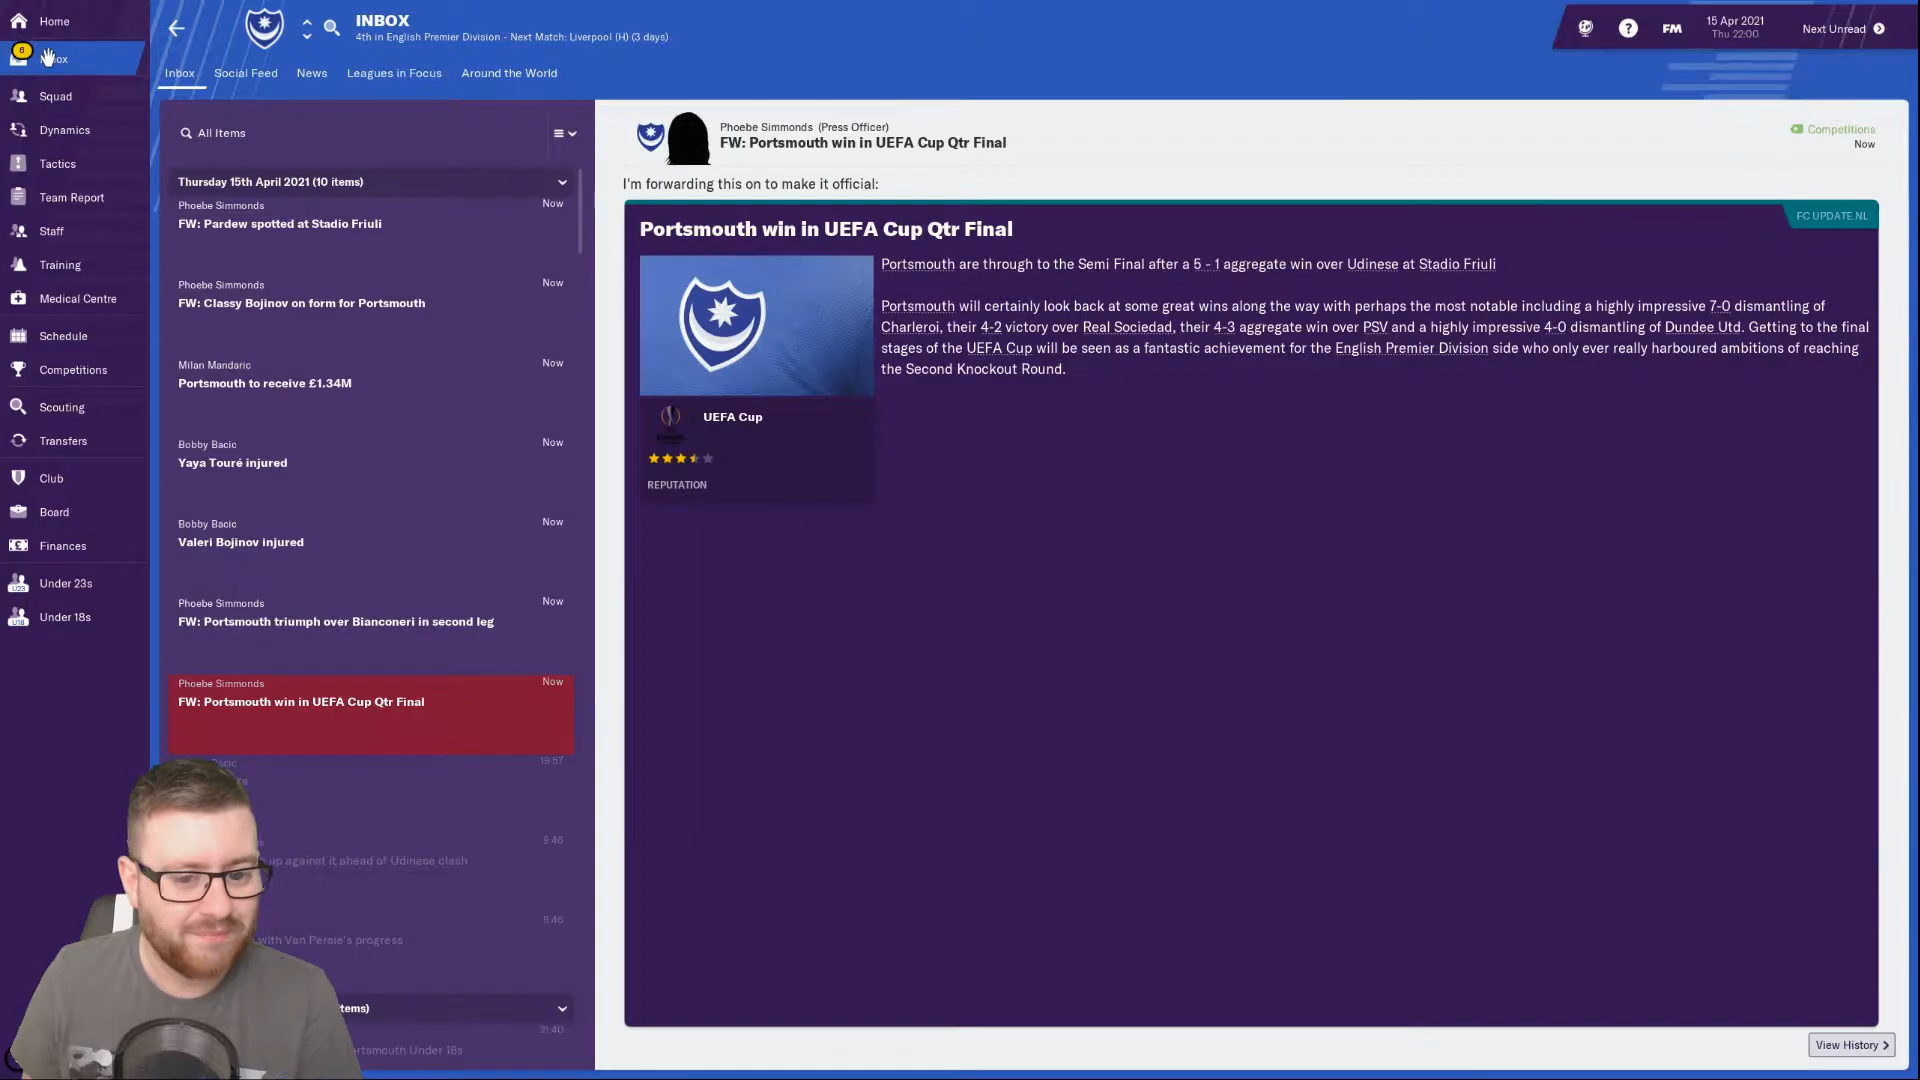 Home
INBOX
4th in English Premier Division - Next Match: Liverpool (H) (3 days)
FM
15 Apr 2021
Thu 22:00
Next Unread
6
Squad
Dynamics
Tactics
Team Report
Staff
Training
Medical Centre
Schedule
Competitions
Scouting
Transfers
Club
Board
Finances
U23
Under 23s
U18
Under 18s
Inbox
Social Feed
News
Leagues in Focus
Around the World
All Items
Thursday 15th April 2021 (10 items)
Phoebe Simmonds
Now
FW: Pardew spotted at Stadio Friuli
Phoebe Simmonds
Now
FW: Classy Bojinov on form for Portsmouth
Milan Mandaric
Now
Portsmouth to receive £1.34M
Bobby Bacic
Now
Yaya Touré injured
Bobby Bacic
Now
Valeri Bojinov injured
Phoebe Simmonds
Now
FW: Portsmouth triumph over Bianconeri in second leg
Phoebe Simmonds
Now
FW: Portsmouth win in UEFA Cup Qtr Final
19:57
up against it ahead of Udinese clash
with Van Persie's progress
21:40
Under 18s
Phoebe Simmonds (Press Officer)
FW: Portsmouth win in UEFA Cup Qtr Final
Competitions
Now
I'm forwarding this on to make it official:
FC UPDATE.NL
Portsmouth win in UEFA Cup Qtr Final
Portsmouth are through to the Semi Final after a 5 - 1 aggregate win over Udinese at Stadio Friuli
Portsmouth will certainly look back at some great wins along the way with perhaps the most notable including a highly impressive 7-0 dismantling of
Charleroi, their 4-2 victory over Real Sociedad, their 4-3 aggregate win over PSV and a highly impressive 4-0 dismantling of Dundee Utd. Getting to the final
stages of the UEFA Cup will be seen as a fantastic achievement for the English Premier Division side who only ever really harboured ambitions of reaching
the Second Knockout Round.
UEFA Cup
REPUTATION
View History